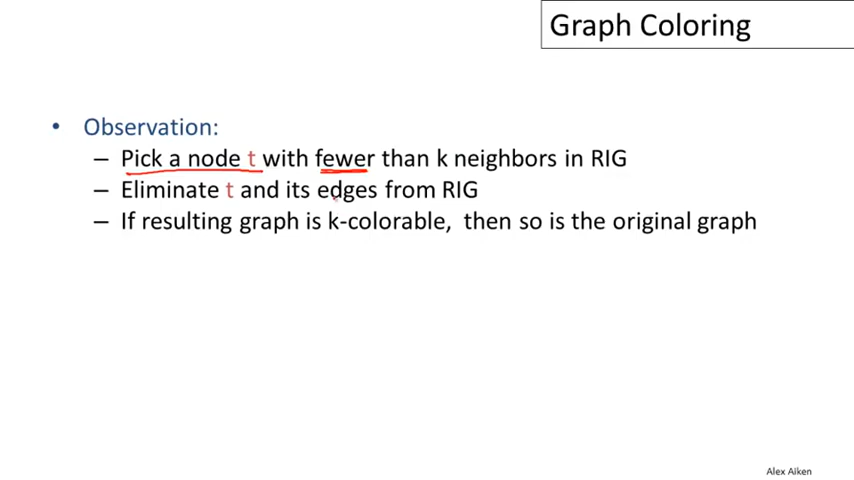 Graph Coloring
• Observation:
– Pick a node t with fewer than k neighbors in RIG
– Eliminate t and its edges from RIG
– If resulting graph is k-colorable, then so is the original graph
Alex Aiken